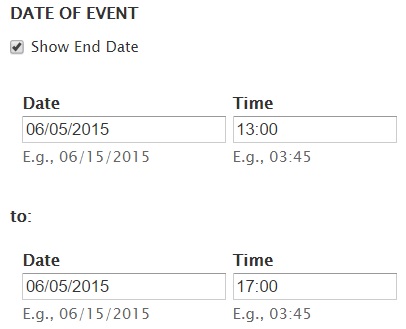 DATE OF EVENT
Show End Date
Date Time
06/05/2015 13:00
E.g., 06/15/2015 E.g., 03:45
to:
Date Time
06/05/2015 17:00
E.g., 06/15/2015 E.g., 03:45